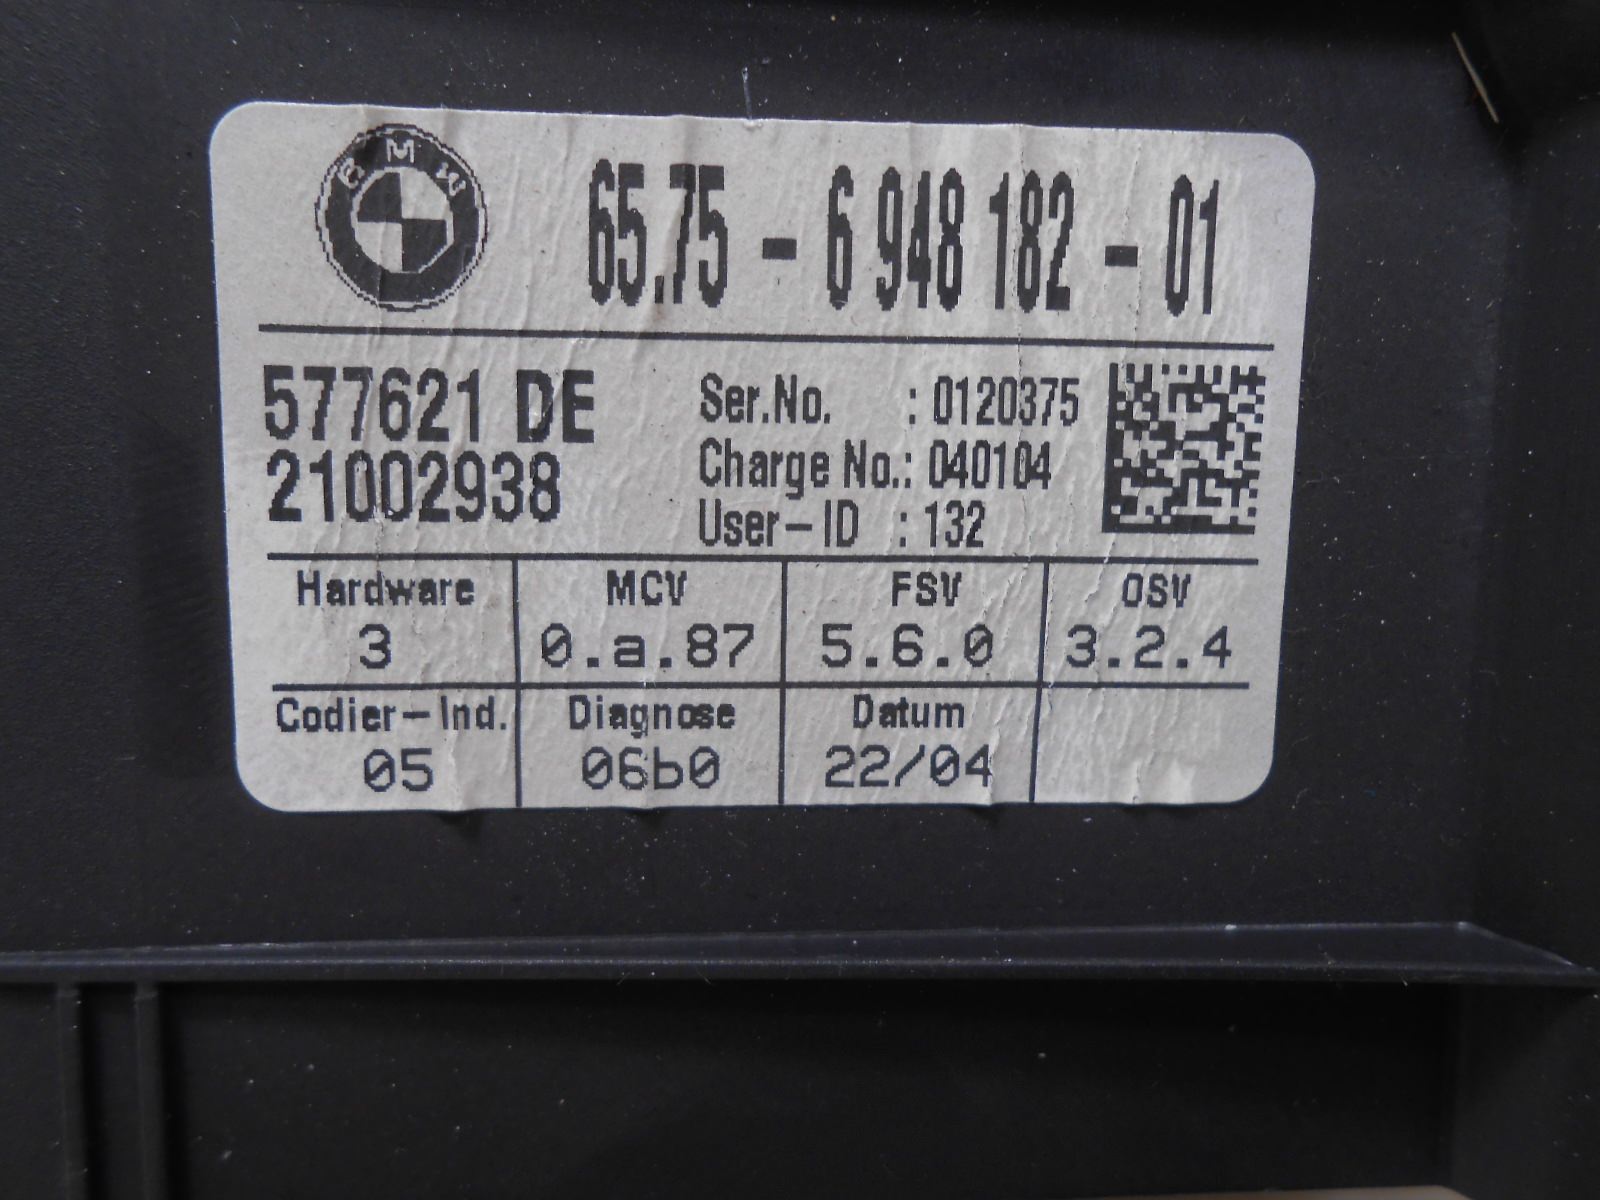 BMW
65.75 - 6 948 182 - 01
577621 DE
21002938
Ser.No. : 0120375
Charge No.: 040104
User-ID : 132
Hardware MCV FSV OSV
3 0.a.87 5.6.0 3.2.4
Codier-Ind. Diagnose Datum
05 06b0 22/04